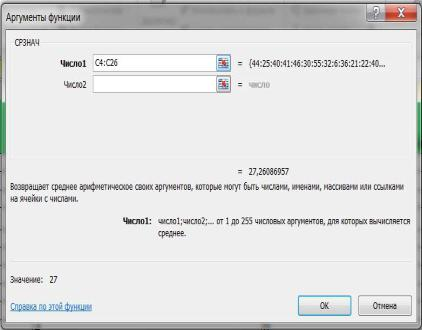 Аргументы функции
СРЗНАЧ
Число1 C4:C26 = {44:25:40:41:46:30:55:32:6:36:21:22:40...
Число2 = число
= 27,26086957
Возвращает среднее арифметическое своих аргументов, которые могут быть числами, именами, массивами или ссылками
на ячейки с числами.
Число1: число1;число2;... от 1 до 255 числовых аргументов, для которых вычисляется
среднее.
Значение: 27
Справка по этой функции
ОК
Отмена